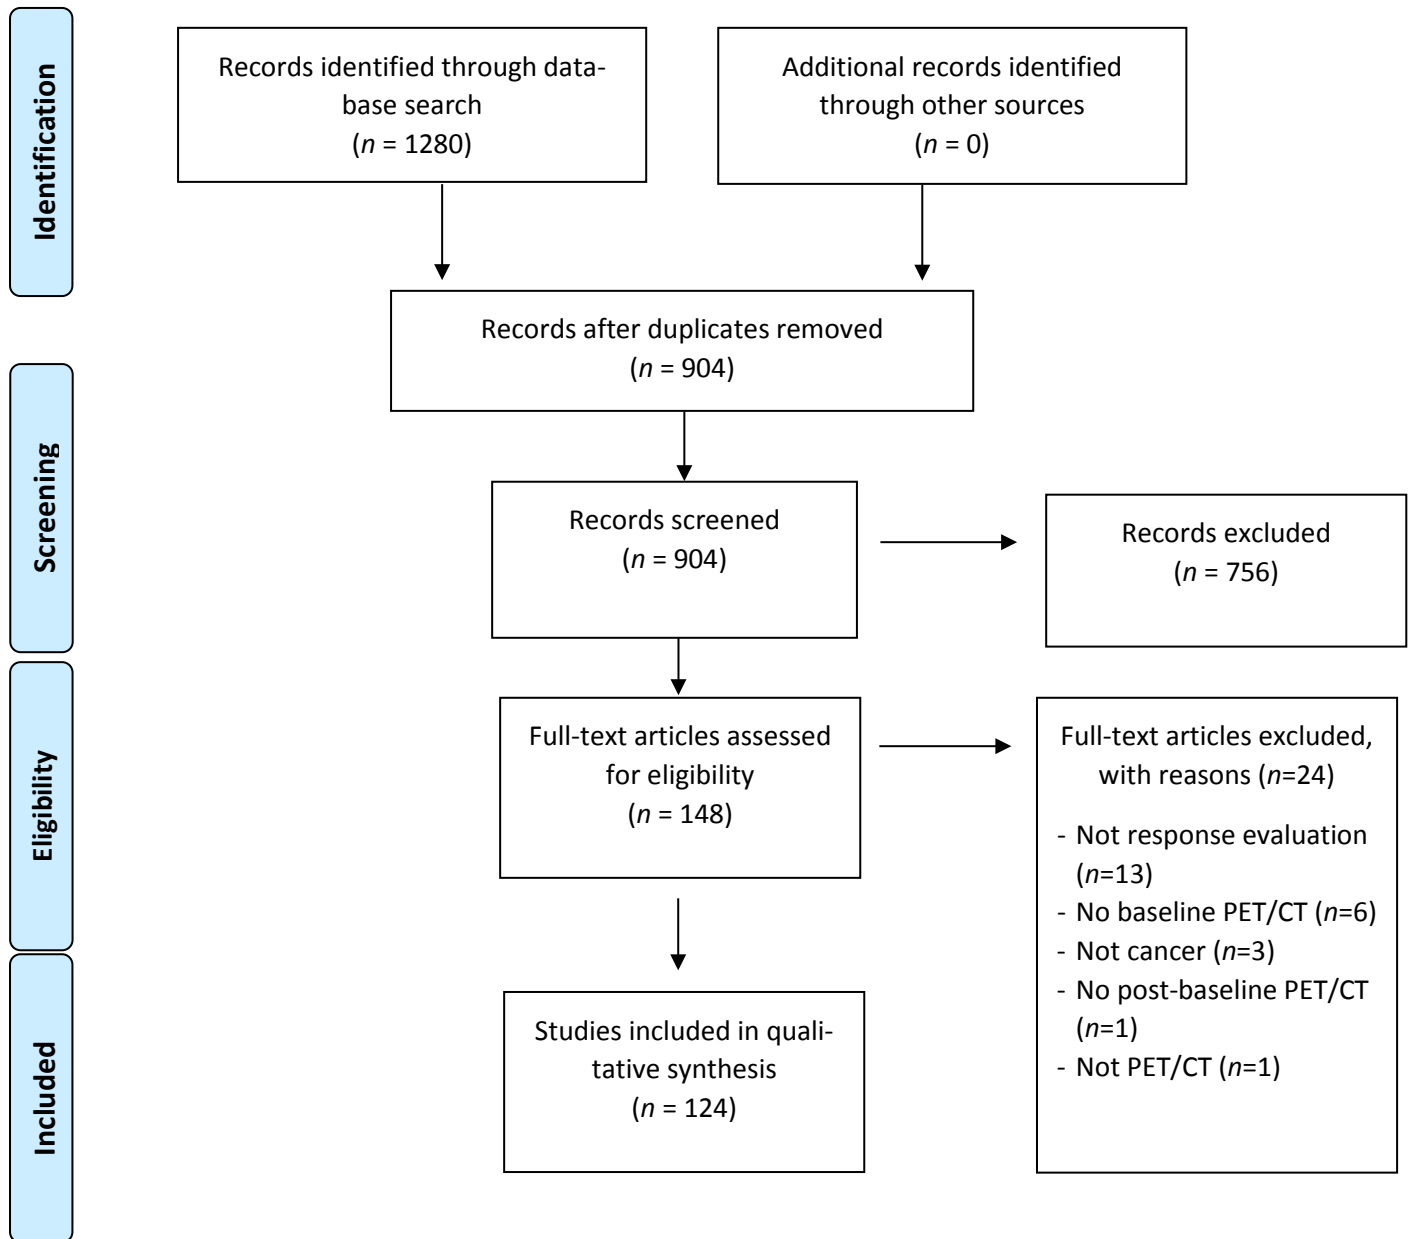 Identification
Records identified through data-
base search
(n = 1280)
Additional records identified
through other sources
(n = 0)
Records after duplicates removed
(n = 904)
Screening
Records screened
(n = 904)
Records excluded
(n = 756)
Eligibility
Full-text articles assessed
for eligibility
(n = 148)
Full-text articles excluded,
with reasons (n=24)
- Not response evaluation
(n=13)
- No baseline PET/CT (n=6)
- Not cancer (n=3)
- No post-baseline PET/CT
(n=1)
- Not PET/CT (n=1)
Included
Studies included in quali-
tative synthesis
(n = 124)